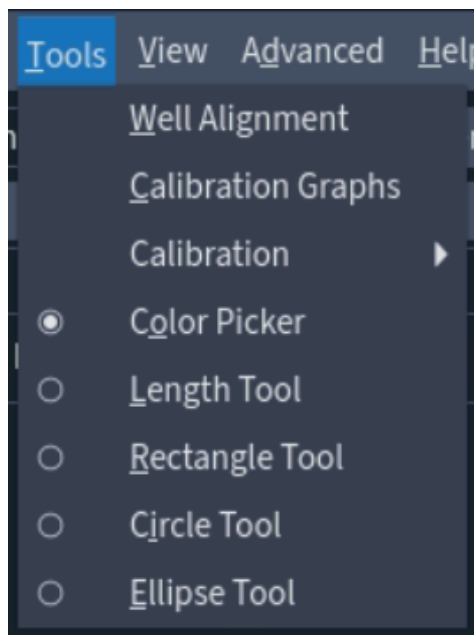 Tools View Advanced
Well Alignment
Calibration Graphs
Calibration
Color Picker
Length Tool
Rectangle Tool
Circle Tool
Ellipse Tool